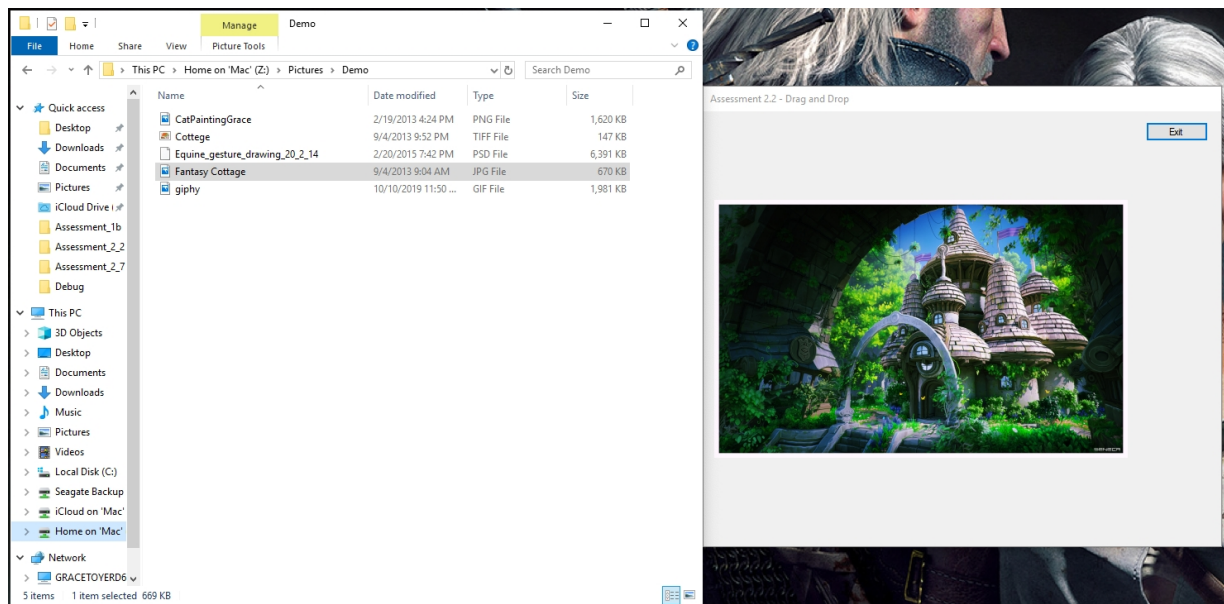 Manage Demo
File Home Share View Picture Tools
This PC Home on 'Mac' (Z:) Pictures Demo Search Demo
Name Date modified Type Size
CatPaintingGrace 2/19/2013 4:24 PM PNG File 1,620 KB
Cottege 9/4/2013 9:52 PM TIFF File 147 KB
Equine_gesture_drawing_20_2_14 2/20/2015 7:42 PM PSD File 6,391 KB
Fantasy Cottage 9/4/2013 9:04 AM JPG File 670 KB
giphy 10/10/2019 11:50 ... GIF File 1,981 KB
Quick access
Desktop
Downloads
Documents
Pictures
iCloud Drive (
Assessment_1b
Assessment_2_2
Assessment_2_7
Debug
This PC
3D Objects
Desktop
Documents
Downloads
Music
Pictures
Videos
Local Disk (C:)
Seagate Backup
iCloud on 'Mac'
Home on 'Mac'
Network
GRACETOYERD6
5 items 1 item selected 669 KB
Assessment 2.2 - Drag and Drop
Exit
SENECA